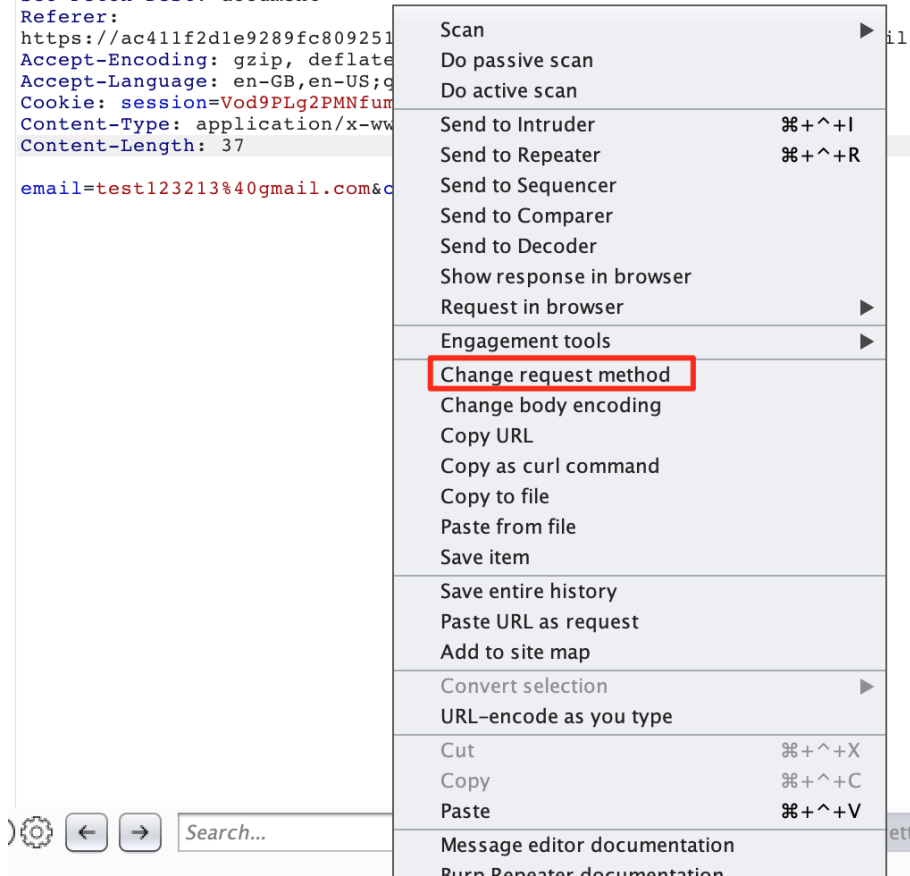 Referer:
https://ac411f2d1e9289fc809251
il
Accept-Encoding: gzip, deflate
Accept-Language: en-GB,en-US;q
Cookie: session=Vod9PLg2PMNfum
Content-Type: application/x-ww
Content-Length: 37
email=test123213%40gmail.com&c
Scan
Do passive scan
Do active scan
Send to Intruder ⌘+^+I
Send to Repeater ⌘+^+R
Send to Sequencer
Send to Comparer
Send to Decoder
Show response in browser
Request in browser
Engagement tools
Change request method
Change body encoding
Copy URL
Copy as curl command
Copy to file
Paste from file
Save item
Save entire history
Paste URL as request
Add to site map
Convert selection
URL-encode as you type
Cut ⌘+^+X
Copy ⌘+^+C
Paste ⌘+^+V
Message editor documentation
Burp Repeater documentation
Search...